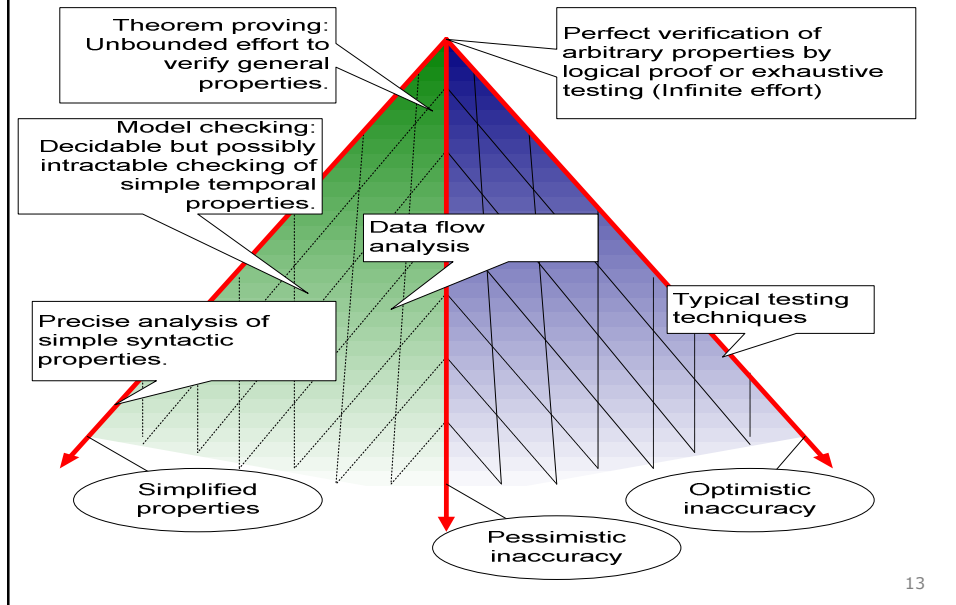 Theorem proving:
Unbounded effort to
verify general
properties.
Perfect verification of
arbitrary properties by
logical proof or exhaustive
testing (Infinite effort)
Model checking:
Decidable but possibly
intractable checking of
simple temporal
properties.
Data flow
analysis
Precise analysis of
simple syntactic
properties.
Typical testing
techniques
Simplified
properties
Optimistic
inaccuracy
Pessimistic
inaccuracy
13